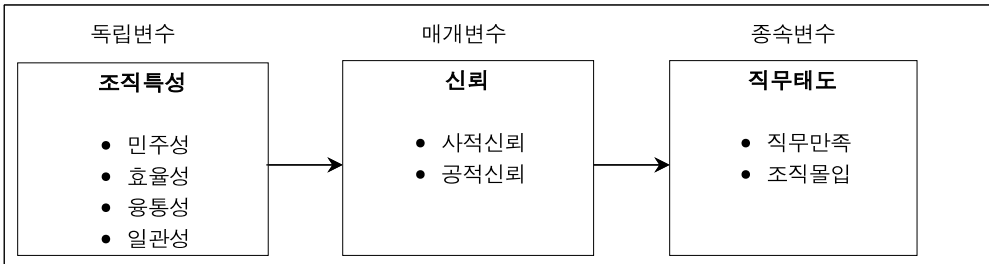 독립변수
매개변수
종속변수
조직특성
• 민주성
• 효율성
• 융통성
• 일관성
신뢰
• 사적신뢰
• 공적신뢰
직무태도
• 직무만족
• 조직몰입